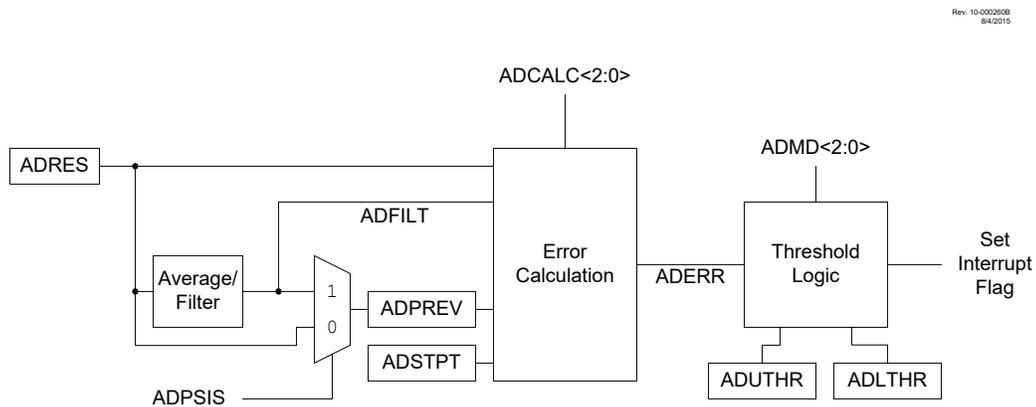 Rev. 10-000260B
8/4/2015
ADCALC<2:0>
ADRES
ADMD<2:0>
ADFILT
Error
Calculation
Threshold
Logic
Set
Interrupt
Flag
ADERR
Average/
Filter
1
0
ADPREV
ADSTPT
ADPSIS
ADUTHR
ADLTHR